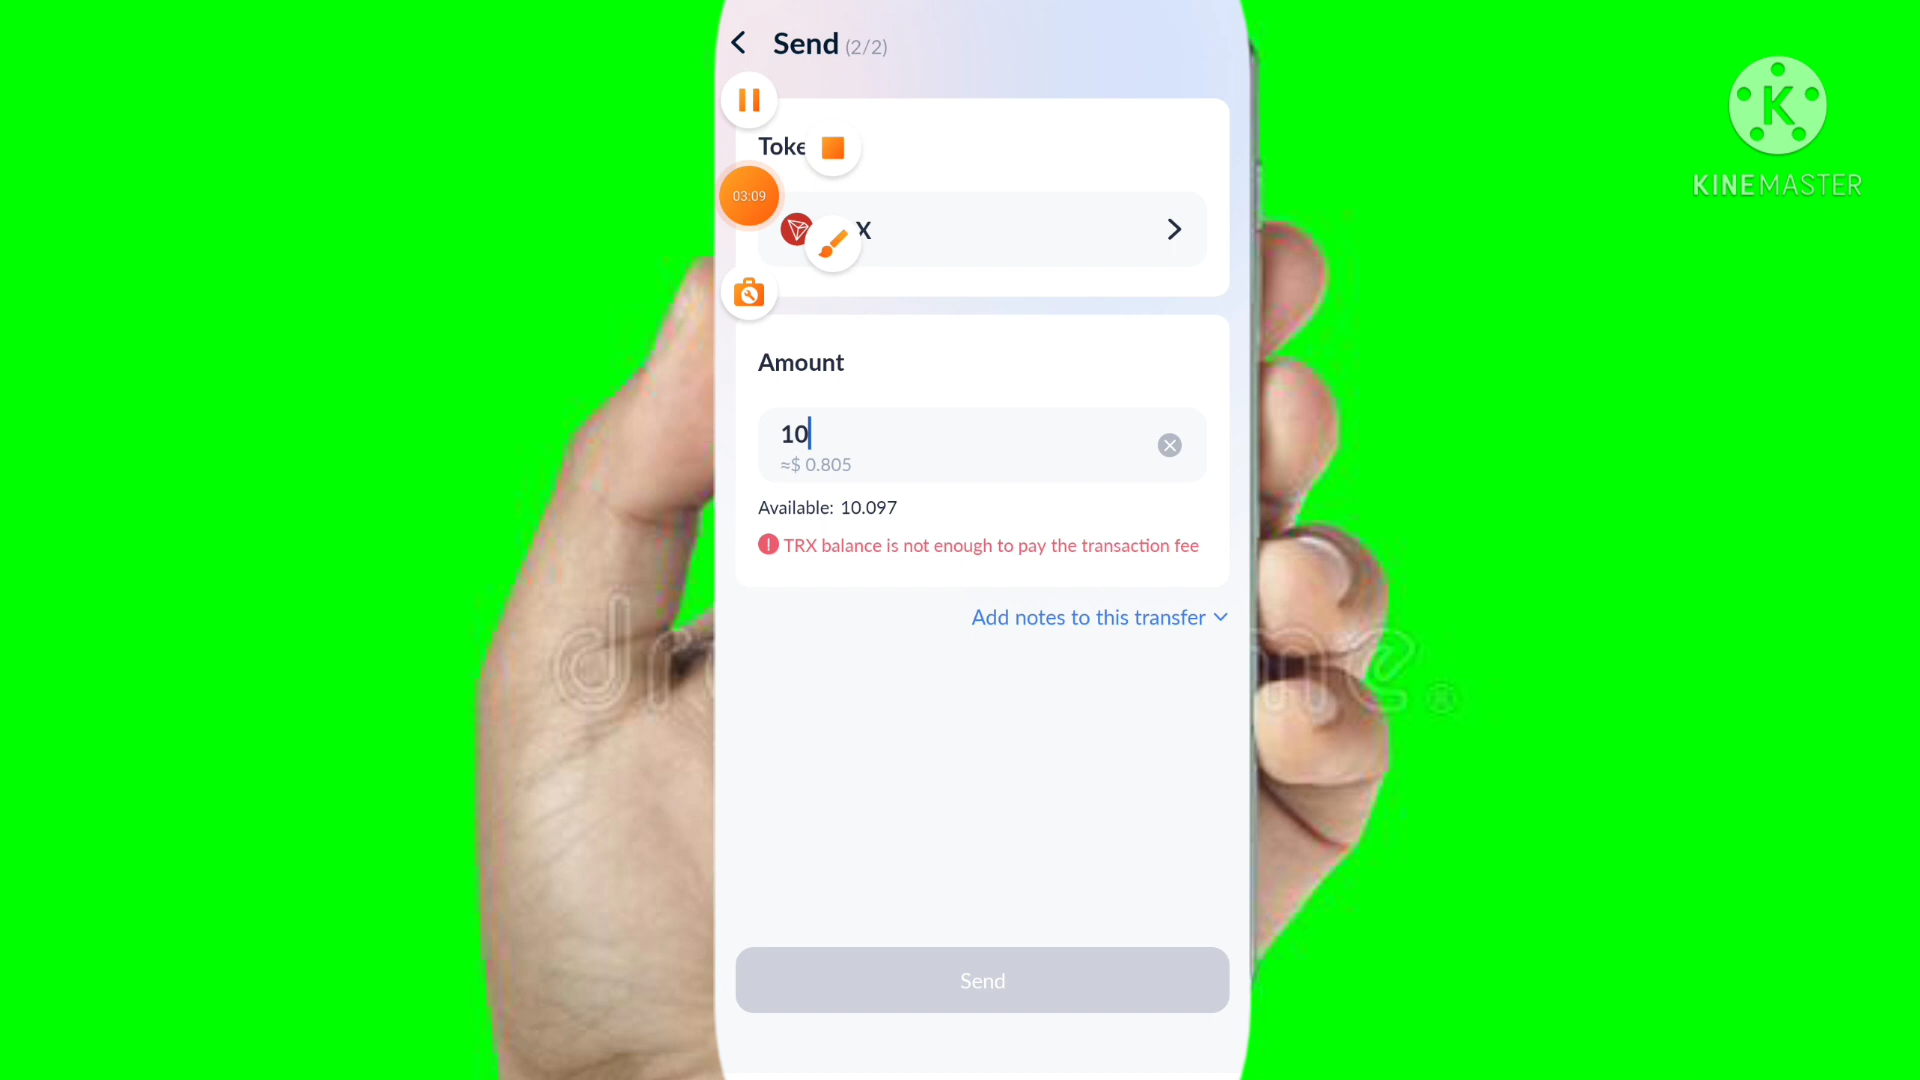 Send (2/2)
Toke
03:09
X
Amount
10
≈$ 0.805
Available: 10.097
! TRX balance is not enough to pay the transaction fee
Add notes to this transfer
Send
K
KINEMASTER